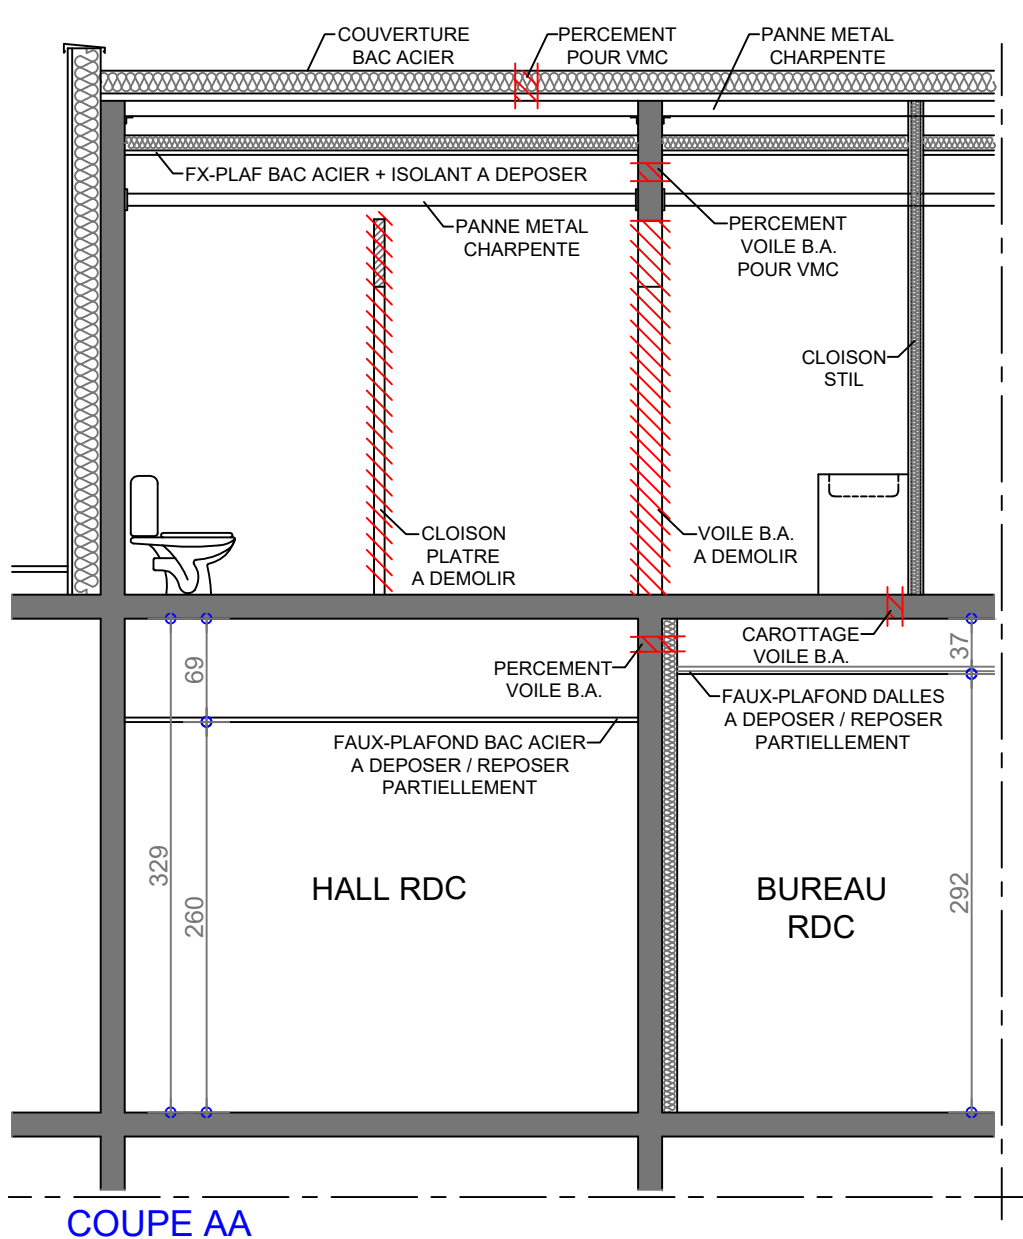 COUVERTURE
BAC ACIER
PERCEMENT
POUR VMC
PANNE METAL
CHARPENTE
FX-PLAF BAC ACIER + ISOLANT A DEPOSER
PANNE METAL
CHARPENTE
PERCEMENT
VOILE B.A.
POUR VMC
CLOISON
STIL
CLOISON
PLATRE
A DEMOLIR
VOILE B.A.
A DEMOLIR
CAROTTAGE
VOILE B.A.
37
69
PERCEMENT
VOILE B.A.
FAUX-PLAFOND DALLES
A DEPOSER / REPOSER
PARTIELLEMENT
FAUX-PLAFOND BAC ACIER
A DEPOSER / REPOSER
PARTIELLEMENT
329
260
HALL RDC
BUREAU
RDC
292
COUPE AA